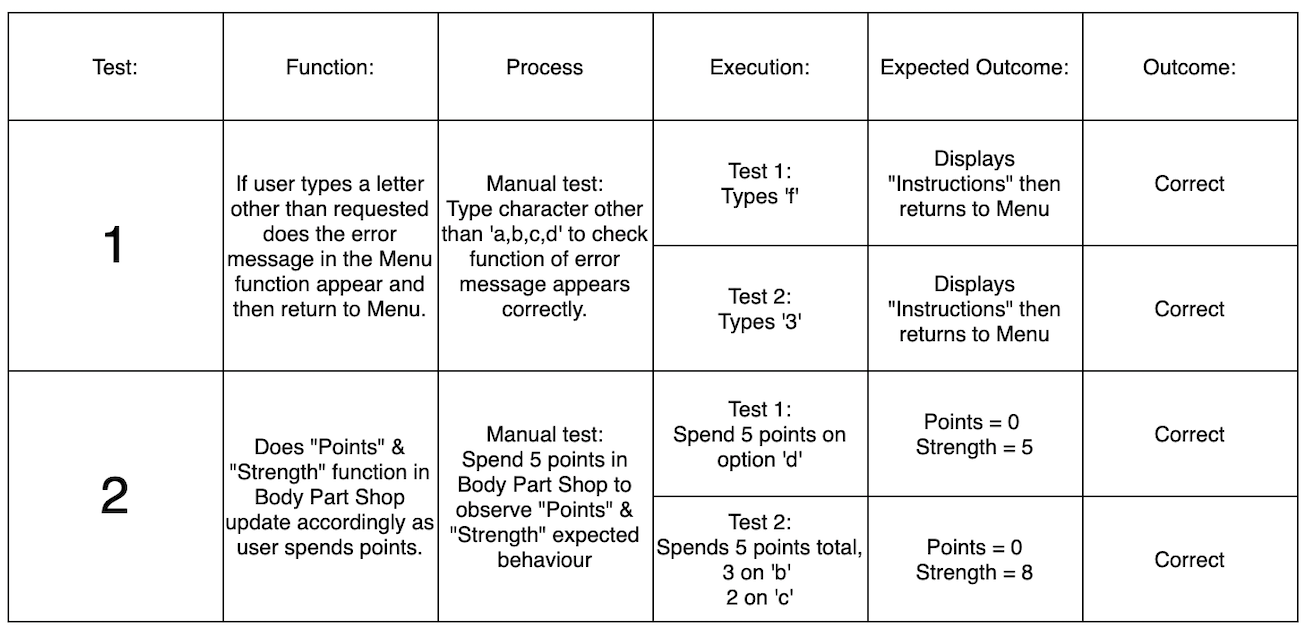 Test:
Function:
Process
Execution:
Expected Outcome:
Outcome:
1
If user types a letter
other than requested
does the error
message in the Menu
function appear and
then return to Menu.
Manual test:
Type character other
than 'a,b,c,d' to check
function of error
message appears
correctly.
Test 1:
Types 'f'
Displays
"Instructions" then
returns to Menu
Correct
Test 2:
Types '3'
Displays
"Instructions" then
returns to Menu
Correct
2
Does "Points" &
"Strength" function in
Body Part Shop
update accordingly as
user spends points.
Manual test:
Spend 5 points in
Body Part Shop to
observe "Points" &
"Strength" expected
behaviour
Test 1:
Spend 5 points on
option 'd'
Points = 0
Strength = 5
Correct
Test 2:
Spends 5 points total,
3 on 'b'
2 on 'c'
Points = 0
Strength = 8
Correct